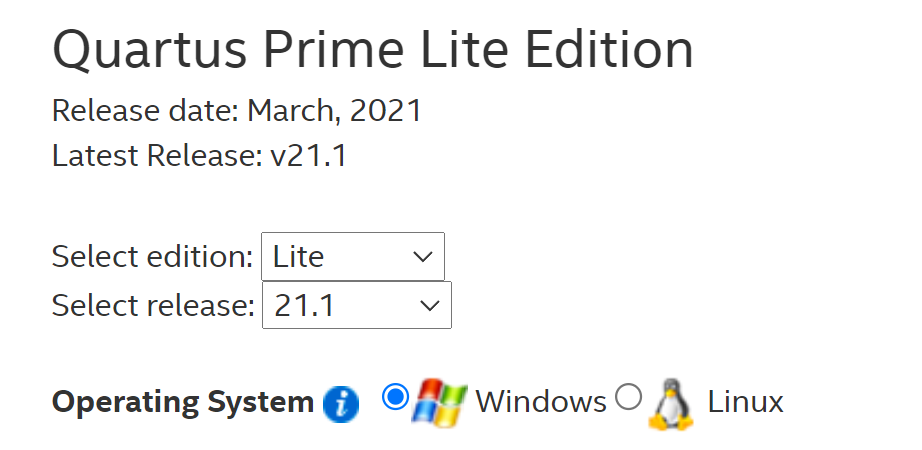 Quartus Prime Lite Edition
Release date: March, 2021
Latest Release: v21.1
Select edition: Lite
Select release: 21.1
Operating System i Windows Linux